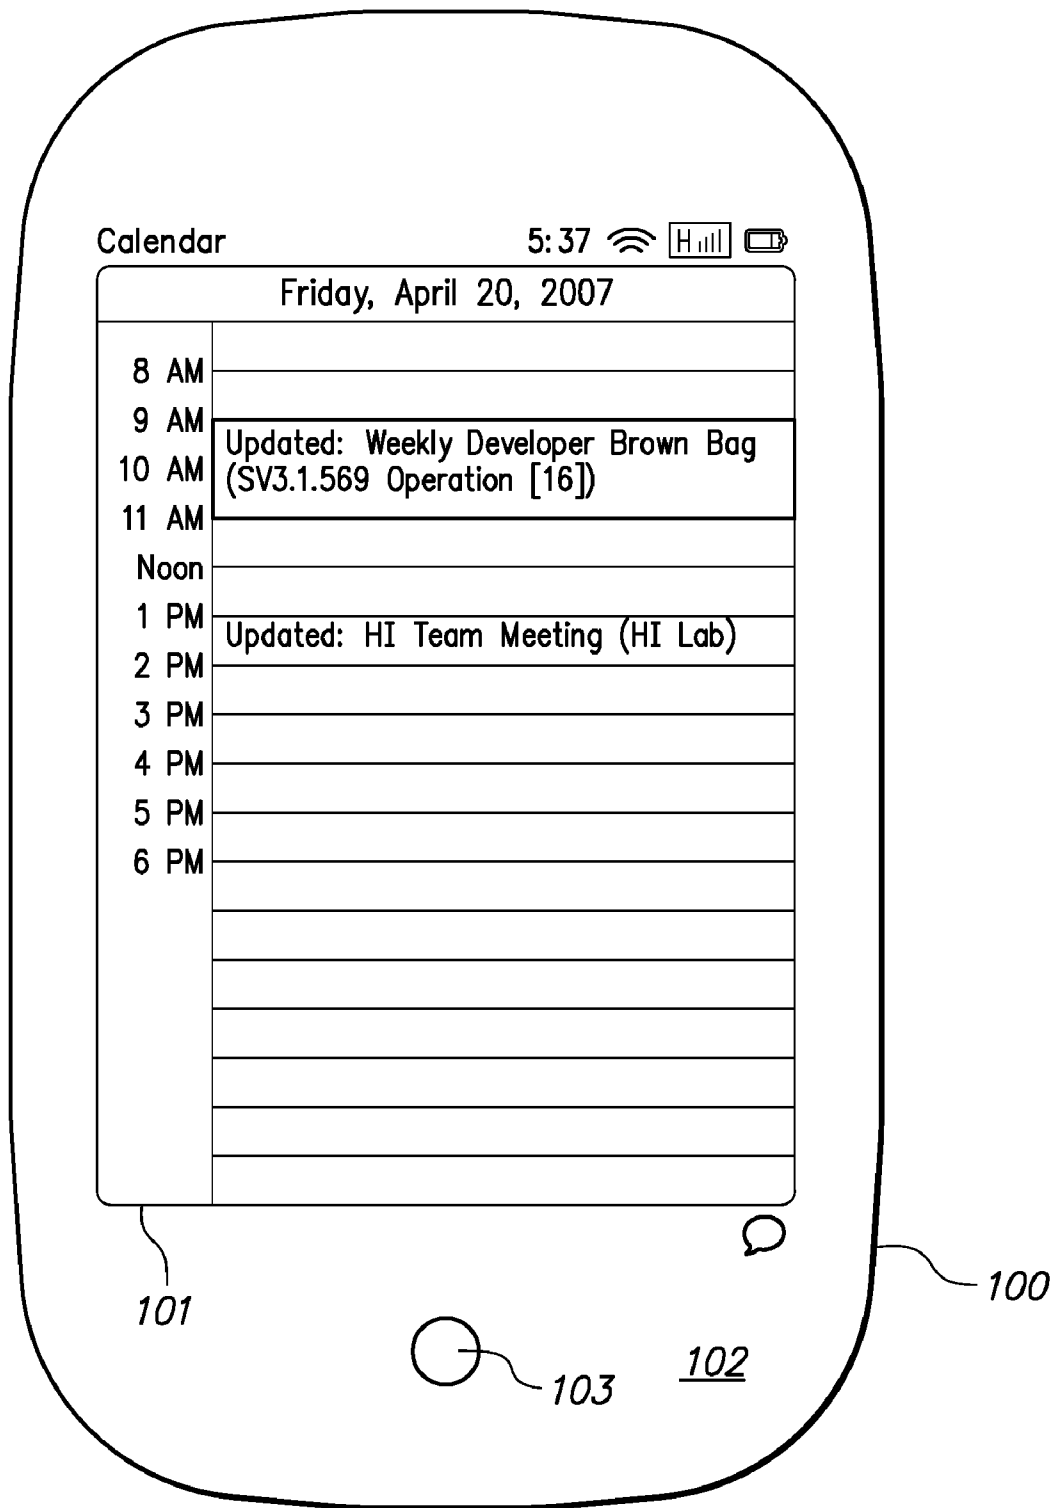 Calendar 5:37 H
Friday, April 20, 2007
8 AM
9 AM
Updated: Weekly Developer Brown Bag
10 AM (SV3.1.569 Operation [16])
11 AM
Noon
1 PM
Updated: HI Team Meeting (HI Lab)
2 PM
3 PM
4 PM
5 PM
6 PM
101
100
103
102